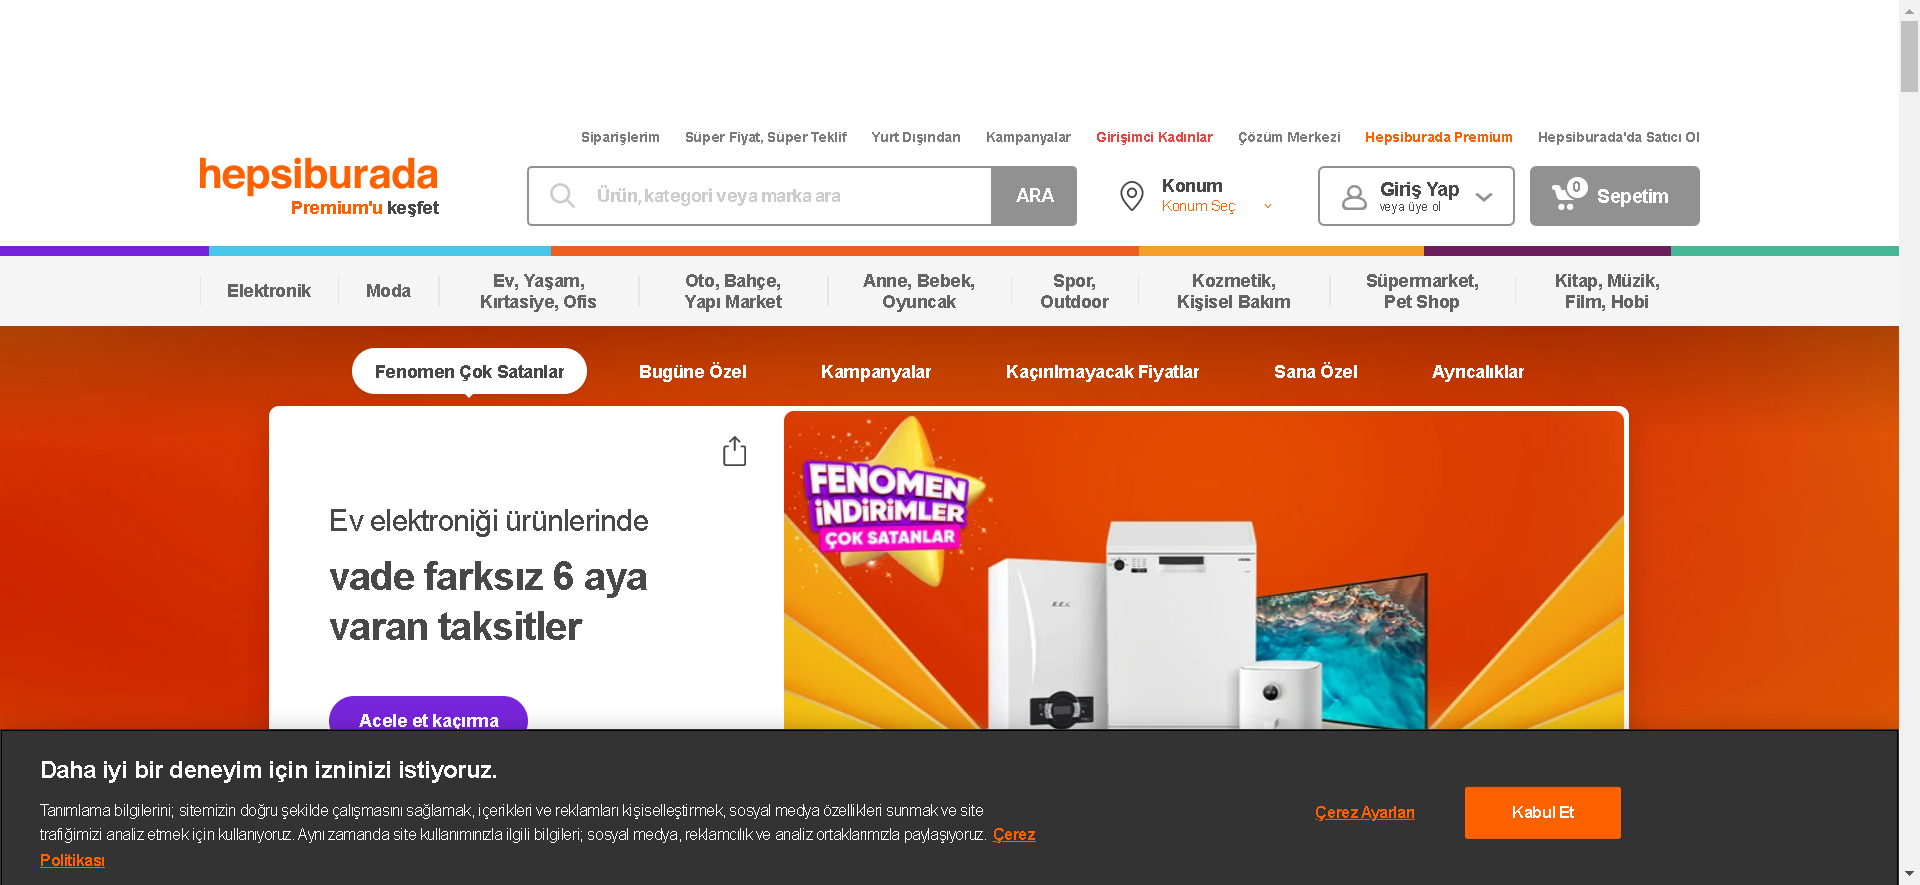 Siparişlerim Süper Fiyat, Süper Teklif Yurt Dışından Kampanyalar Girişimci Kadınlar Çözüm Merkezi Hepsiburada Premium Hepsiburada'da Satıcı Ol
hepsiburada
Premium'u keşfet
Ürün, kategori veya marka ara
ARA
Konum
Konum Seç
Giriş Yap
veya üye ol
0
Sepetim
Elektronik
Moda
Ev, Yaşam,
Kırtasiye, Ofis
Oto, Bahçe,
Yapı Market
Anne, Bebek,
Oyuncak
Spor,
Outdoor
Kozmetik,
Kişisel Bakım
Süpermarket,
Pet Shop
Kitap, Müzik,
Film, Hobi
Fenomen Çok Satanlar Bugüne Özel Kampanyalar Kaçırılmayacak Fiyatlar Sana Özel Ayrıcalıklar
Ev elektroniği ürünlerinde
vade farksız 6 aya
varan taksitler
Acele et kaçırma
FENOMEN
İNDİRİMLER
ÇOK SATANLAR
Daha iyi bir deneyim için izninizi istiyoruz.
Tanımlama bilgilerini; sitemizin doğru şekilde çalışmasını sağlamak, içerikleri ve reklamları kişiselleştirmek, sosyal medya özellikleri sunmak ve site
trafiğimizi analiz etmek için kullanıyoruz. Aynı zamanda site kullanımınızla ilgili bilgileri; sosyal medya, reklamcılık ve analiz ortaklarımızla paylaşıyoruz. Çerez
Politikası
Çerez Ayarları
Kabul Et